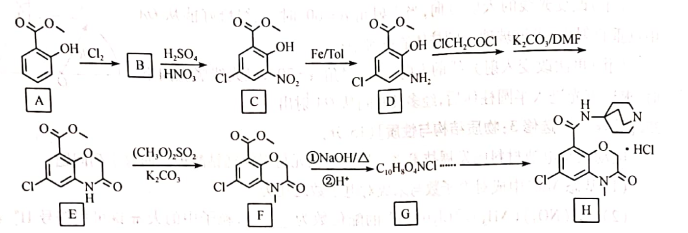 O O OH Cl₂ B H₂SO₄ HNO₃ O O OH Cl NO₂ Fe/Tol O O OH Cl NH₂ ClCH₂COCl K₂CO₃/DMF
A C D
O O O Cl N H O (CH₃O)₂SO₂ K₂CO₃ O O O Cl N O ①NaOH/△ ②H⁺ C₁₀H₈O₄NCl ······ H N O N O Cl N O · HCl
E F G H